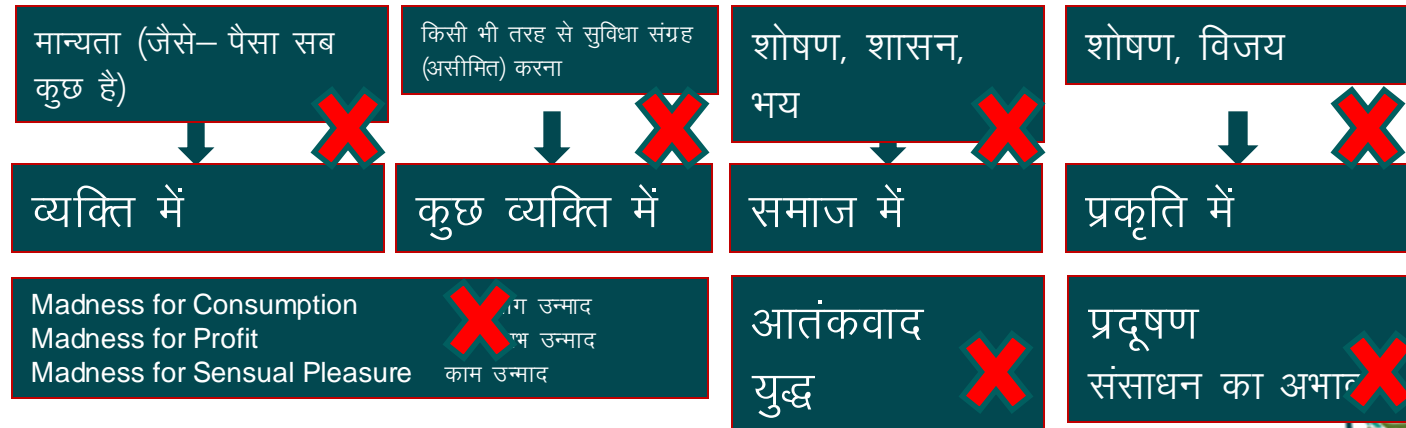 मान्यता (जैसे– पैसा सब
कुछ है)
किसी भी तरह से सुविधा संग्रह
(असीमित) करना
शोषण, शासन,
भय
शोषण, विजय
व्यक्ति में
कुछ व्यक्ति में
समाज में
प्रकृति में
Madness for Consumption उन्माद
Madness for Profit उन्माद
Madness for Sensual Pleasure काम उन्माद
आतंकवाद
युद्ध
प्रदूषण
संसाधन का